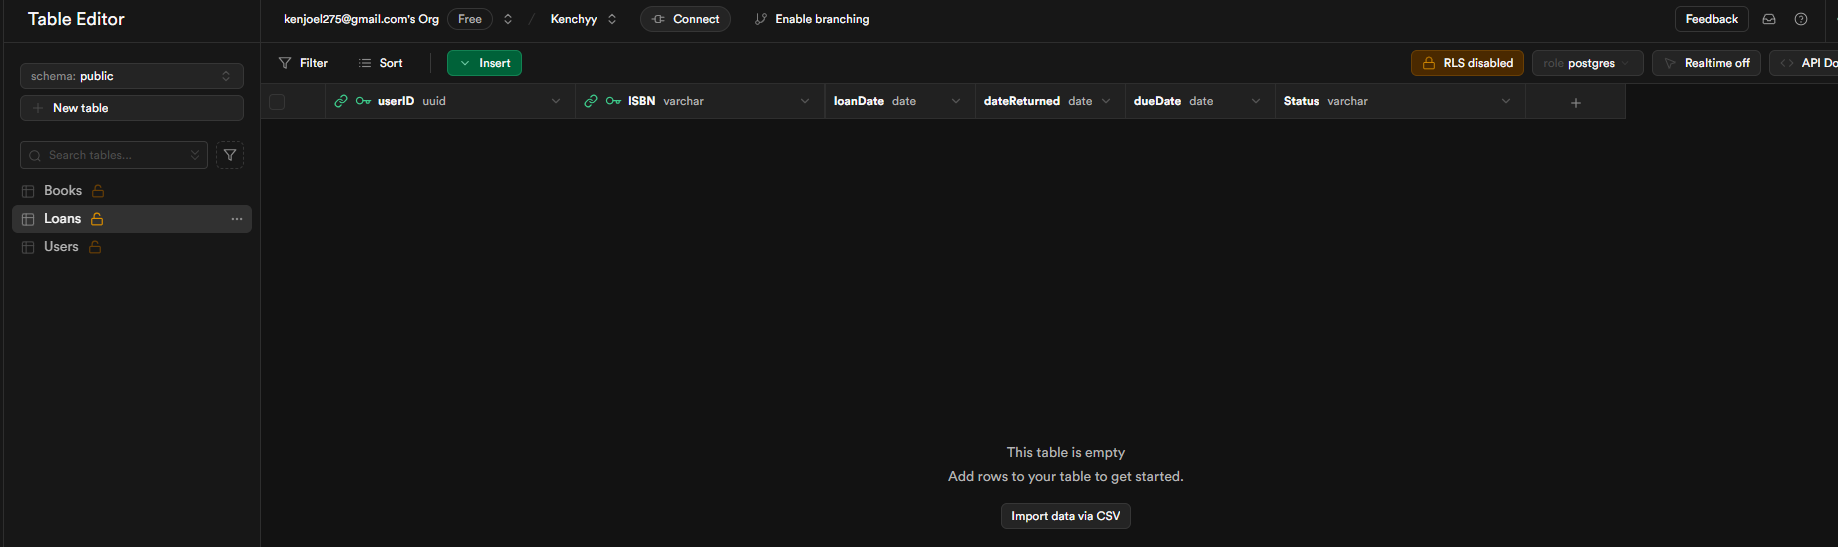 Table Editor
kenjoel275@gmail.com's Org Free / Kenchyy Connect Enable branching Feedback
schema: public
New table
Search tables...
Books
Loans
Users
Filter Sort Insert RLS disabled role postgres Realtime off API Do
userID uuid ISBN varchar loanDate date dateReturned date dueDate date Status varchar
This table is empty
Add rows to your table to get started.
Import data via CSV